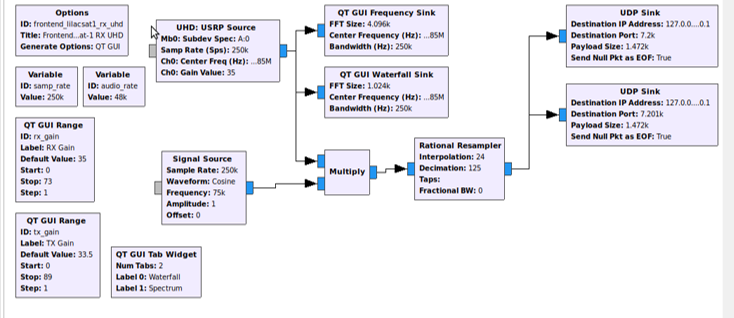 Options
ID: frontend_lilacsat1_rx_uhd
Title: Frontend...at-1 RX UHD
Generate Options: QT GUI
Variable
ID: samp_rate
Value: 250k
Variable
ID: audio_rate
Value: 48k
QT GUI Range
ID: rx_gain
Label: RX Gain
Default Value: 35
Start: 0
Stop: 73
Step: 1
QT GUI Range
ID: tx_gain
Label: TX Gain
Default Value: 33.5
Start: 0
Stop: 89
Step: 1
QT GUI Tab Widget
Num Tabs: 2
Label 0: Waterfall
Label 1: Spectrum
UHD: USRP Source
Mb0: Subdev Spec: A:0
Samp Rate (Sps): 250k
Ch0: Center Freq (Hz): ...85M
Ch0: Gain Value: 35
Signal Source
Sample Rate: 250k
Waveform: Cosine
Frequency: 75k
Amplitude: 1
Offset: 0
QT GUI Frequency Sink
FFT Size: 4.096k
Center Frequency (Hz): ...85M
Bandwidth (Hz): 250k
QT GUI Waterfall Sink
FFT Size: 1.024k
Center Frequency (Hz): ...85M
Bandwidth (Hz): 250k
Multiply
Rational Resampler
Interpolation: 24
Decimation: 125
Taps:
Fractional BW: 0
UDP Sink
Destination IP Address: 127.0.0....0.1
Destination Port: 7.2k
Payload Size: 1.472k
Send Null Pkt as EOF: True
UDP Sink
Destination IP Address: 127.0.0....0.1
Destination Port: 7.201k
Payload Size: 1.472k
Send Null Pkt as EOF: True